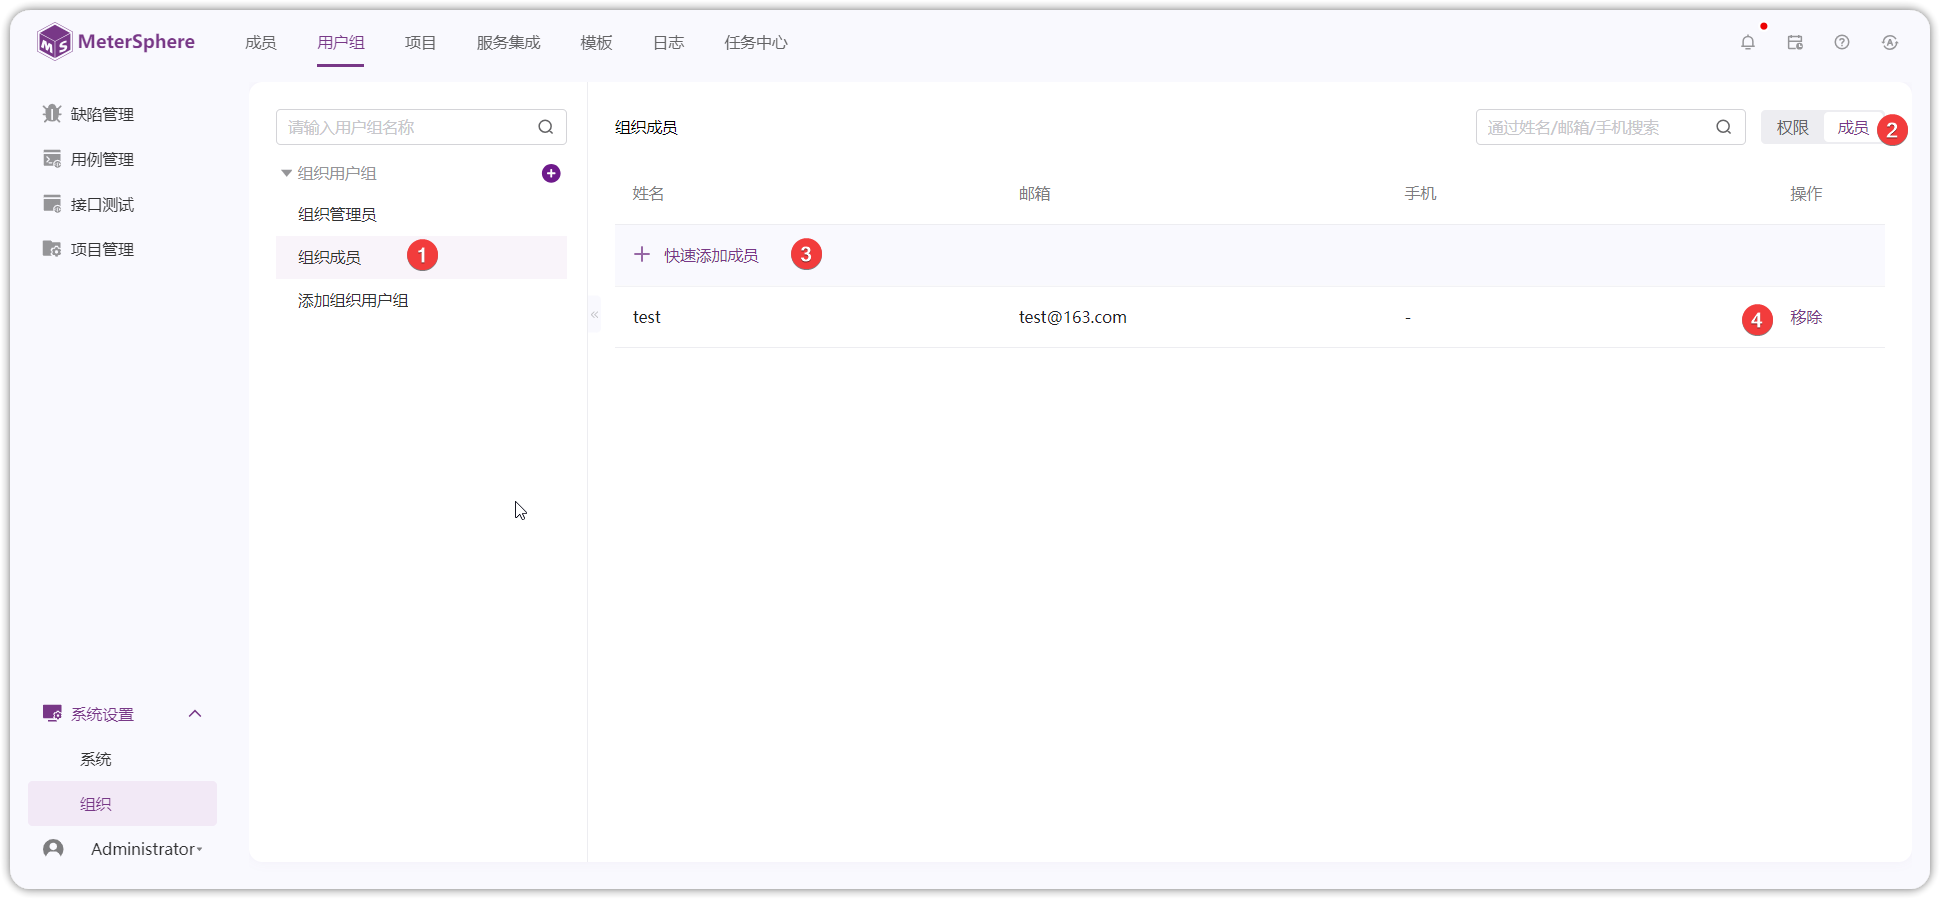 MS MeterSphere
成员 用户组 项目 服务集成 模板 日志 任务中心
缺陷管理
用例管理
接口测试
项目管理
系统设置
系统
组织
Administrator
请输入用户组名称
组织用户组
组织管理员
组织成员 1
添加组织用户组
组织成员
通过姓名/邮箱/手机搜索
权限 成员 2
姓名 邮箱 手机 操作
快速添加成员 3
test test@163.com - 4 移除